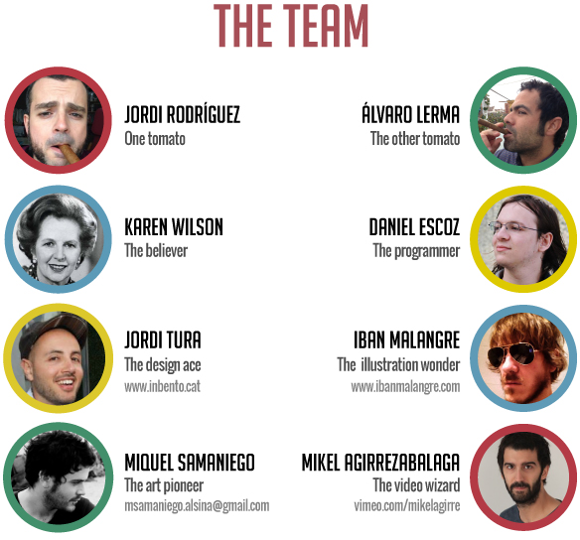 THE TEAM
JORDI RODRÍGUEZ
One tomato
ÁLVARO LERMA
The other tomato
KAREN WILSON
The believer
DANIEL ESCOZ
The programmer
JORDI TURA
The design ace
www.inbento.cat
IBAN MALANGRE
The illustration wonder
www.ibanmalangre.com
MIQUEL SAMANIEGO
The art pioneer
msamaniego.alsina@gmail.com
MIKEL AGIRREZABALAGA
The video wizard
vimeo.com/mikelagirre